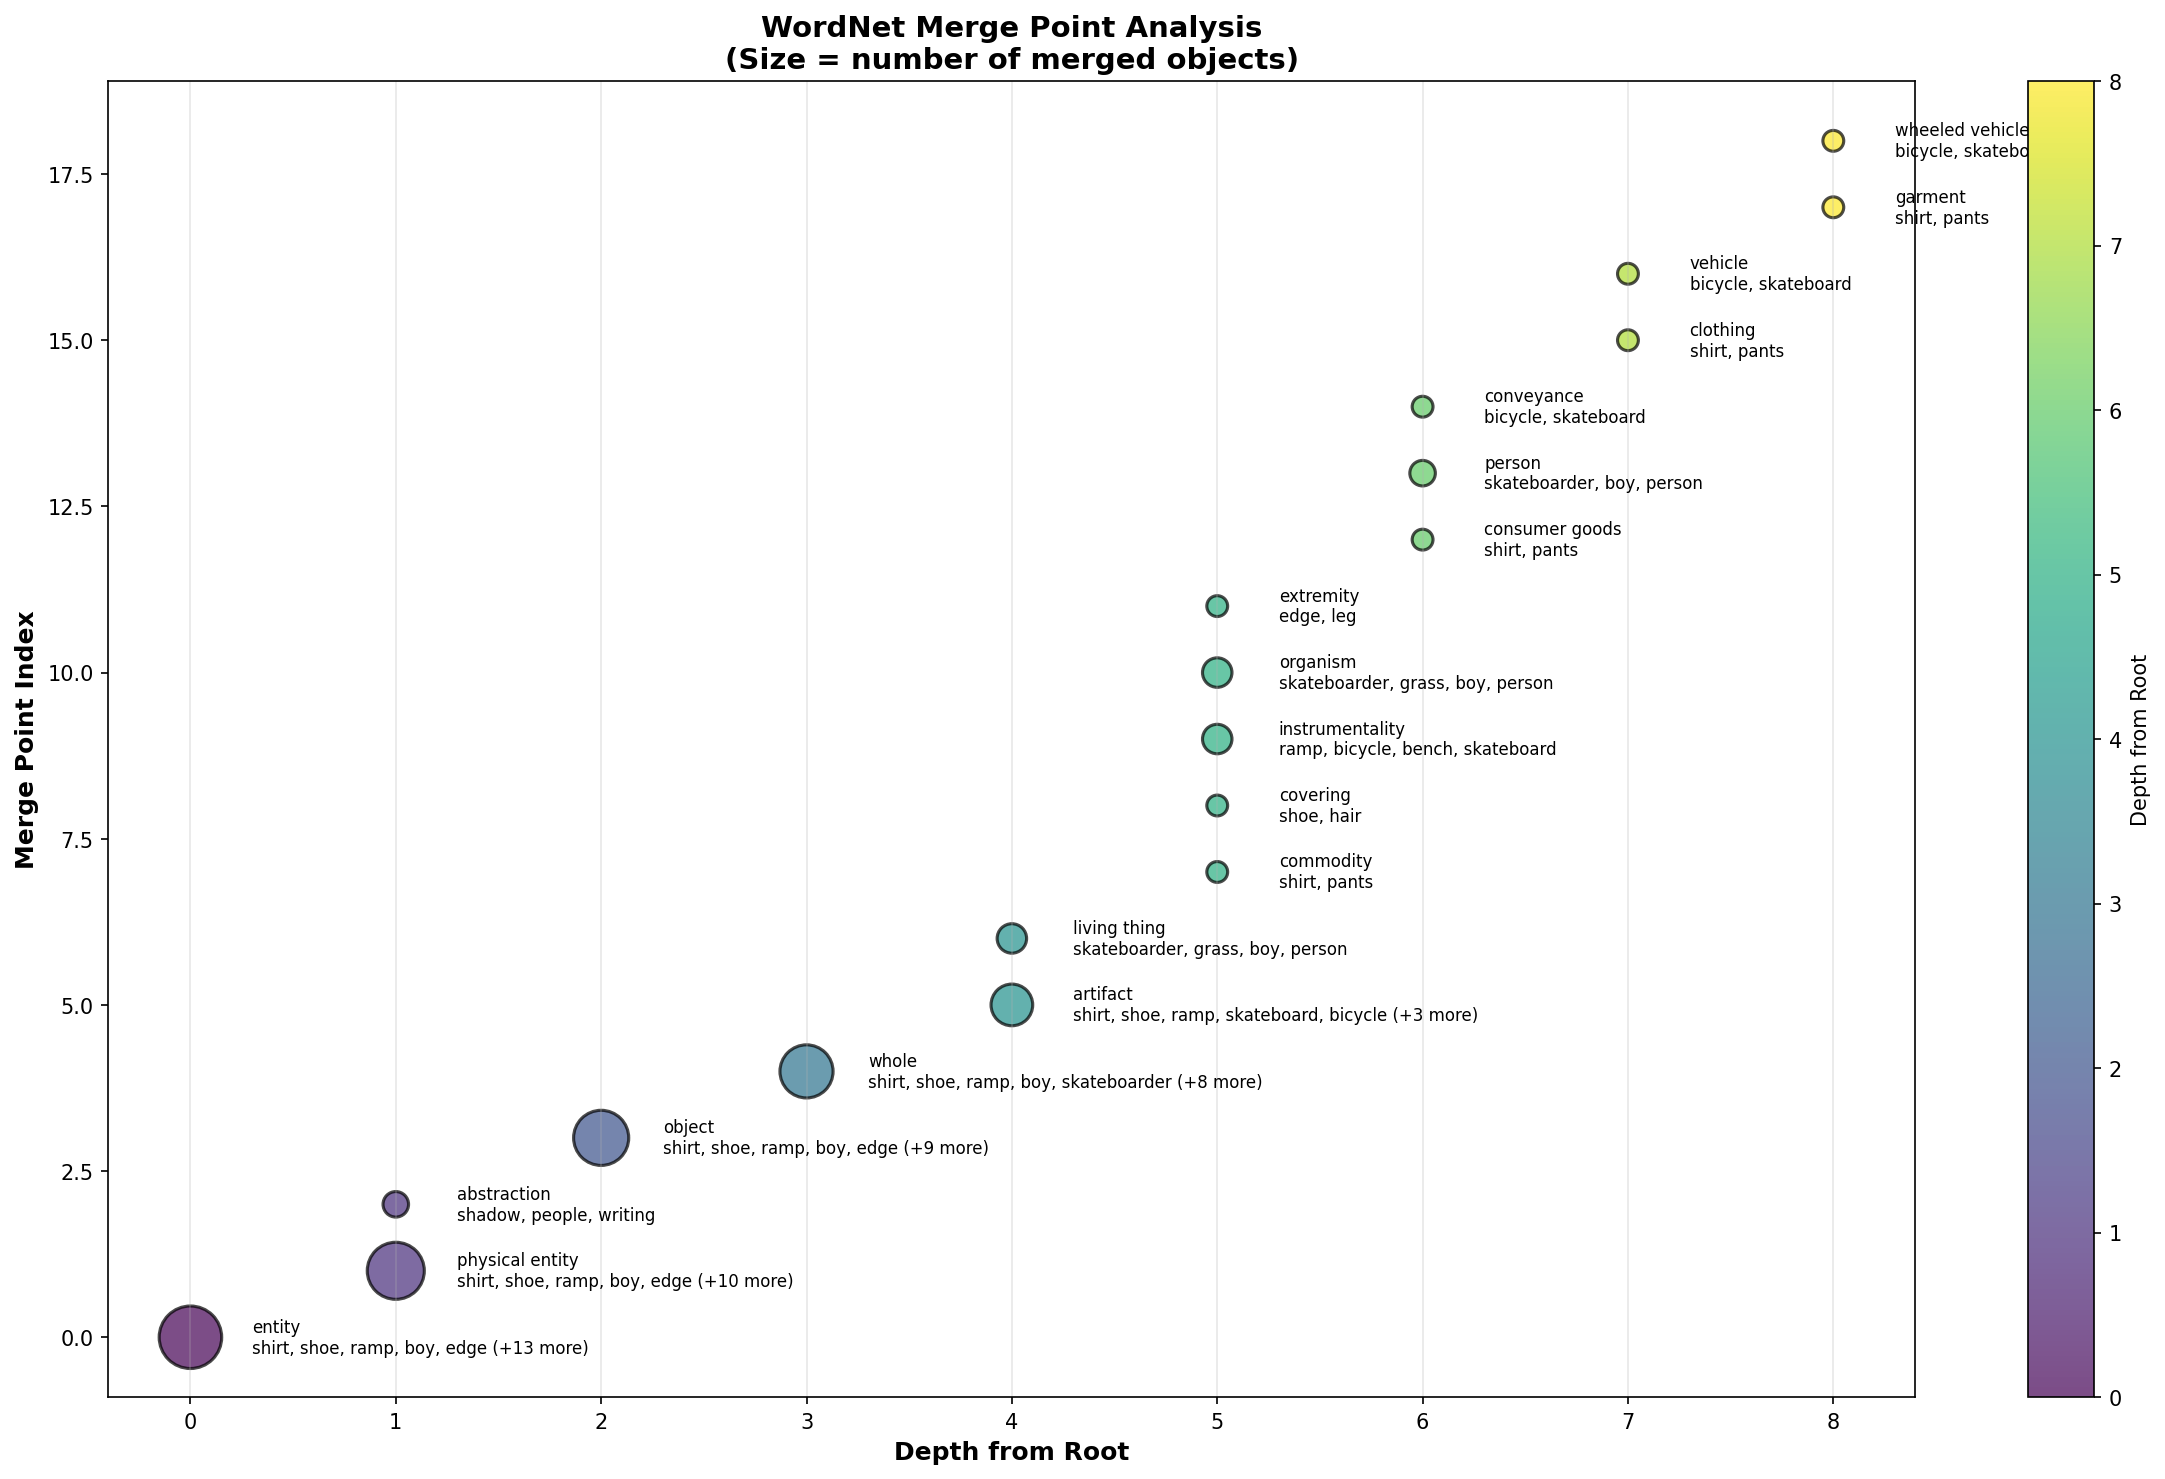 WordNet Merge Point Analysis
(Size = number of merged objects)
wheeled vehicle
bicycle, skatebo
garment
shirt, pants
vehicle
bicycle, skateboard
clothing
shirt, pants
conveyance
bicycle, skateboard
person
skateboarder, boy, person
consumer goods
shirt, pants
extremity
edge, leg
organism
skateboarder, grass, boy, person
instrumentality
ramp, bicycle, bench, skateboard
covering
shoe, hair
commodity
shirt, pants
living thing
skateboarder, grass, boy, person
artifact
shirt, shoe, ramp, skateboard, bicycle (+3 more)
whole
shirt, shoe, ramp, boy, skateboarder (+8 more)
object
shirt, shoe, ramp, boy, edge (+9 more)
abstraction
shadow, people, writing
physical entity
shirt, shoe, ramp, boy, edge (+10 more)
entity
shirt, shoe, ramp, boy, edge (+13 more)
Merge Point Index
17.5
15.0
12.5
10.0
7.5
5.0
2.5
0.0
0 1 2 3 4 5 6 7 8
Depth from Root
8
7
6
5
4
3
2
1
0
Depth from Root